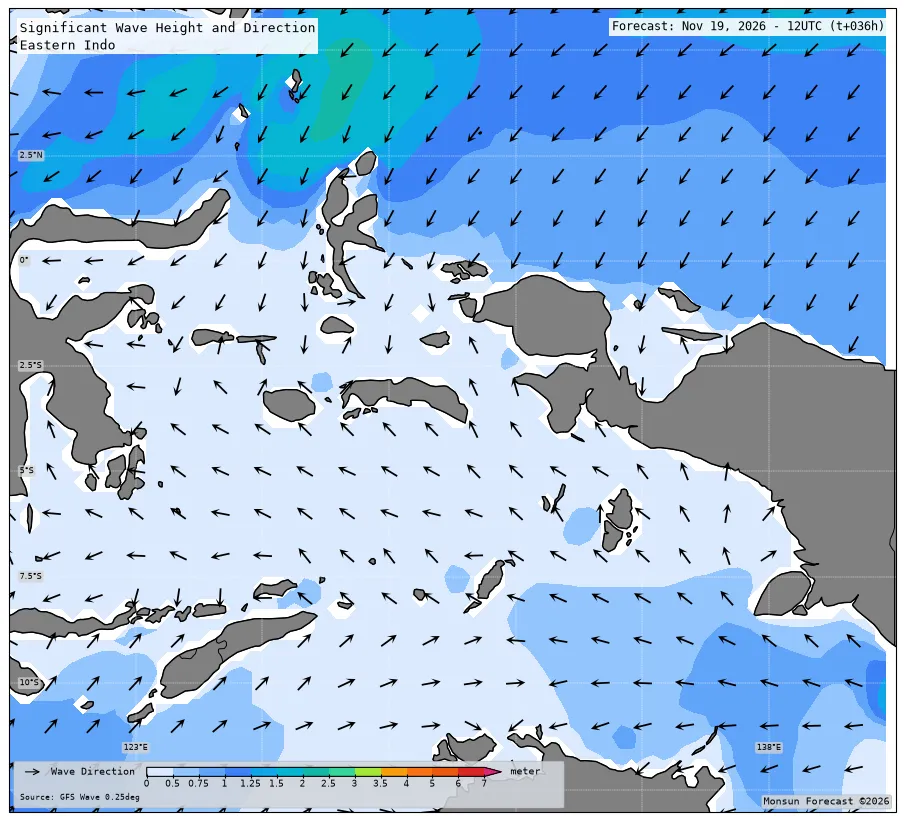 Significant Wave Height and Direction
Eastern Indo
Forecast: Nov 19, 2026 - 12UTC (t+036h)
2.5°N
0°
2.5°S
5°S
7.5°S
10°S
123°E
138°E
Wave Direction
meter
0 0.5 0.75 1 1.25 1.5 2 2.5 3 3.5 4 5 6 7
Source: GFS Wave 0.25deg
Monsun Forecast ©2026